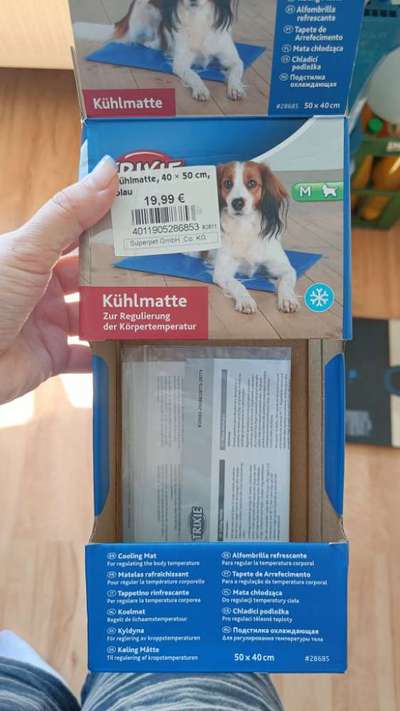 Alfombrilla
refrescante
Tapete de
Arrefecimento
Mata chłodząca
Chladící
podložka
Подстилка
охлаждающая
#28685 50 x 40 cm
Kühlmatte
TRIXIE
Kühlmatte, 40 x 50 cm,
blau
19,99 €
4011905286853
Superpet GmbH Co. KG.
M
Kühlmatte
Zur Regulierung
der Körpertemperatur
TRIXIE
Cooling Mat
For regulating the body temperature
Matelas rafraîchissant
Pour réguler la température corporelle
Tappetino rinfrescante
Per regolare la temperatura corporea
Koelmat
Regelt de lichaamstemperatuur
Kyldyna
För reglering av kroppstemperaturen
Køling Måtte
Til regulering af kropstemperaturen
Alfombrilla refrescante
Para regular la temperatura corporal
Tapete de Arrefecimento
Para a regulação da temperatura corporal
Mata chłodząca
Do regulacji temperatury ciała
Chladící podložka
Pro regulaci tělesné teploty
Подстилка охлаждающая
Для регулирования температуры тела
50 x 40 cm #28685